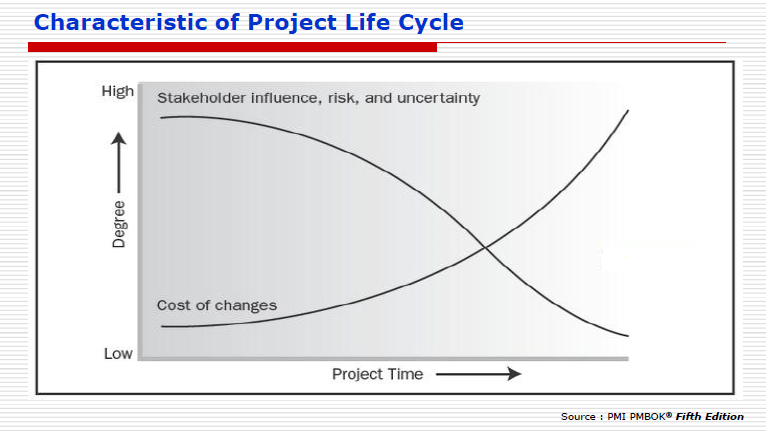 Characteristic of Project Life Cycle
High
Stakeholder influence, risk, and uncertainty
Degree
Cost of changes
Low
Project Time
Source : PMI PMBOK® Fifth Edition